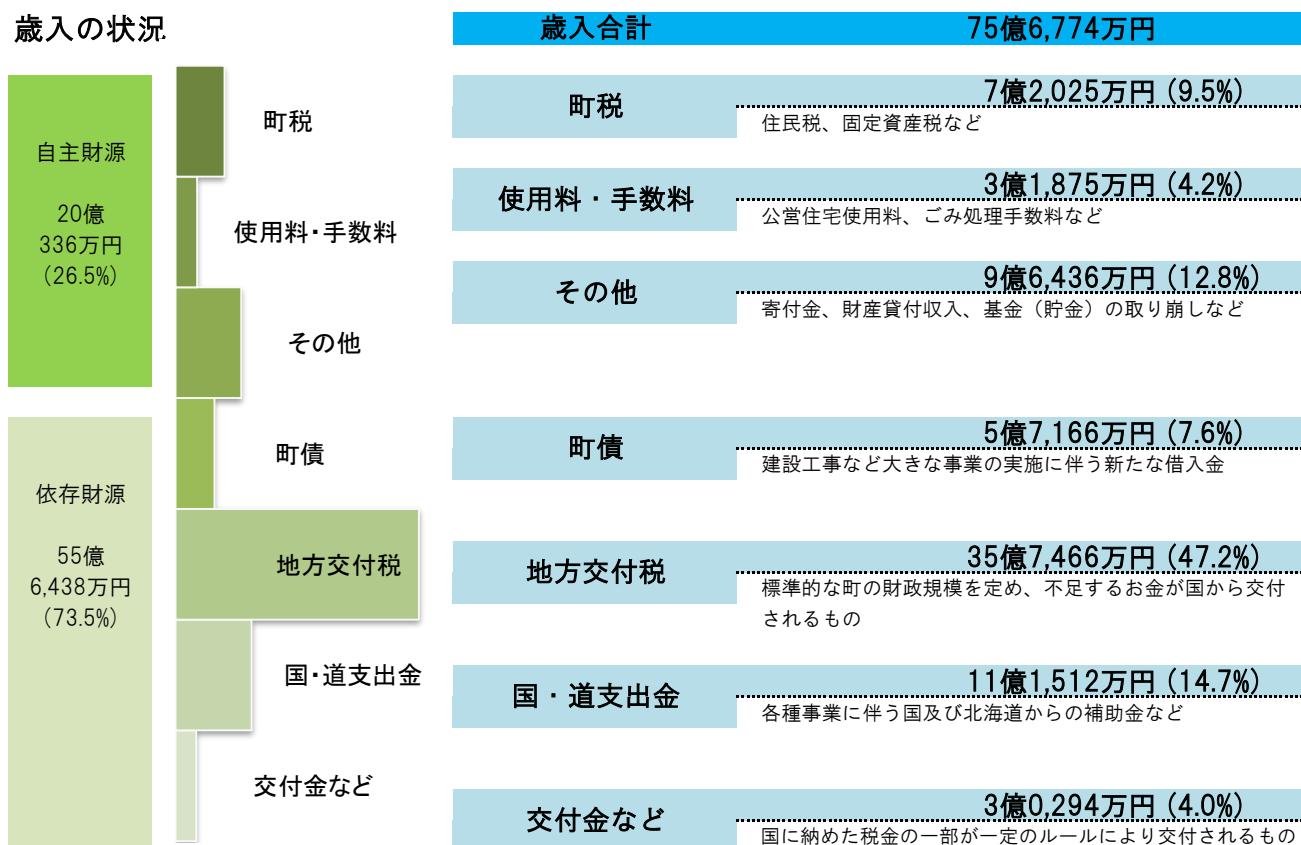 歳入の状況
歳入合計 75億6,774万円
自主財源
20億
336万円
(26.5%)
依存財源
55億
6,438万円
(73.5%)
町税
使用料・手数料
その他
町債
地方交付税
国・道支出金
交付金など
町税 7億2,025万円 (9.5%)
住民税、固定資産税など
使用料・手数料 3億1,875万円 (4.2%)
公営住宅使用料、ごみ処理手数料など
その他 9億6,436万円 (12.8%)
寄付金、財産貸付収入、基金（貯金）の取り崩しなど
町債 5億7,166万円 (7.6%)
建設工事など大きな事業の実施に伴う新たな借入金
地方交付税 35億7,466万円 (47.2%)
標準的な町の財政規模を定め、不足するお金が国から交付
されるもの
国・道支出金 11億1,512万円 (14.7%)
各種事業に伴う国及び北海道からの補助金など
交付金など 3億0,294万円 (4.0%)
国に納めた税金の一部が一定のルールにより交付されるもの